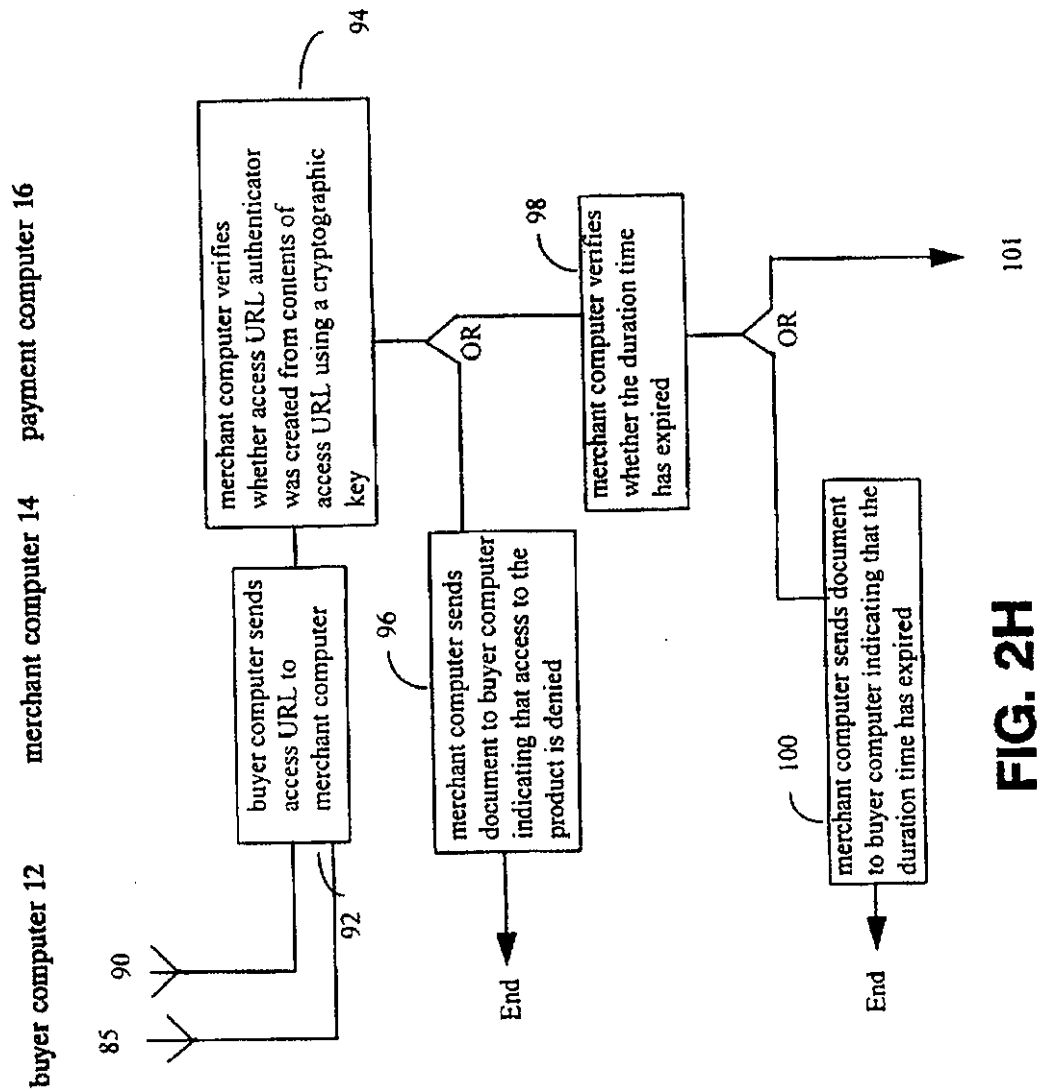 buyer computer 12
merchant computer 14
payment computer 16
85
90
92
buyer computer sends
access URL to
merchant computer
94
merchant computer verifies
whether access URL authenticator
was created from contents of
access URL using a cryptographic
key
OR
96
merchant computer sends
document to buyer computer
indicating that access to the
product is denied
End
98
merchant computer verifies
whether the duration time
has expired
OR
100
merchant computer sends document
to buyer computer indicating that the
duration time has expired
End
101
FIG. 2H